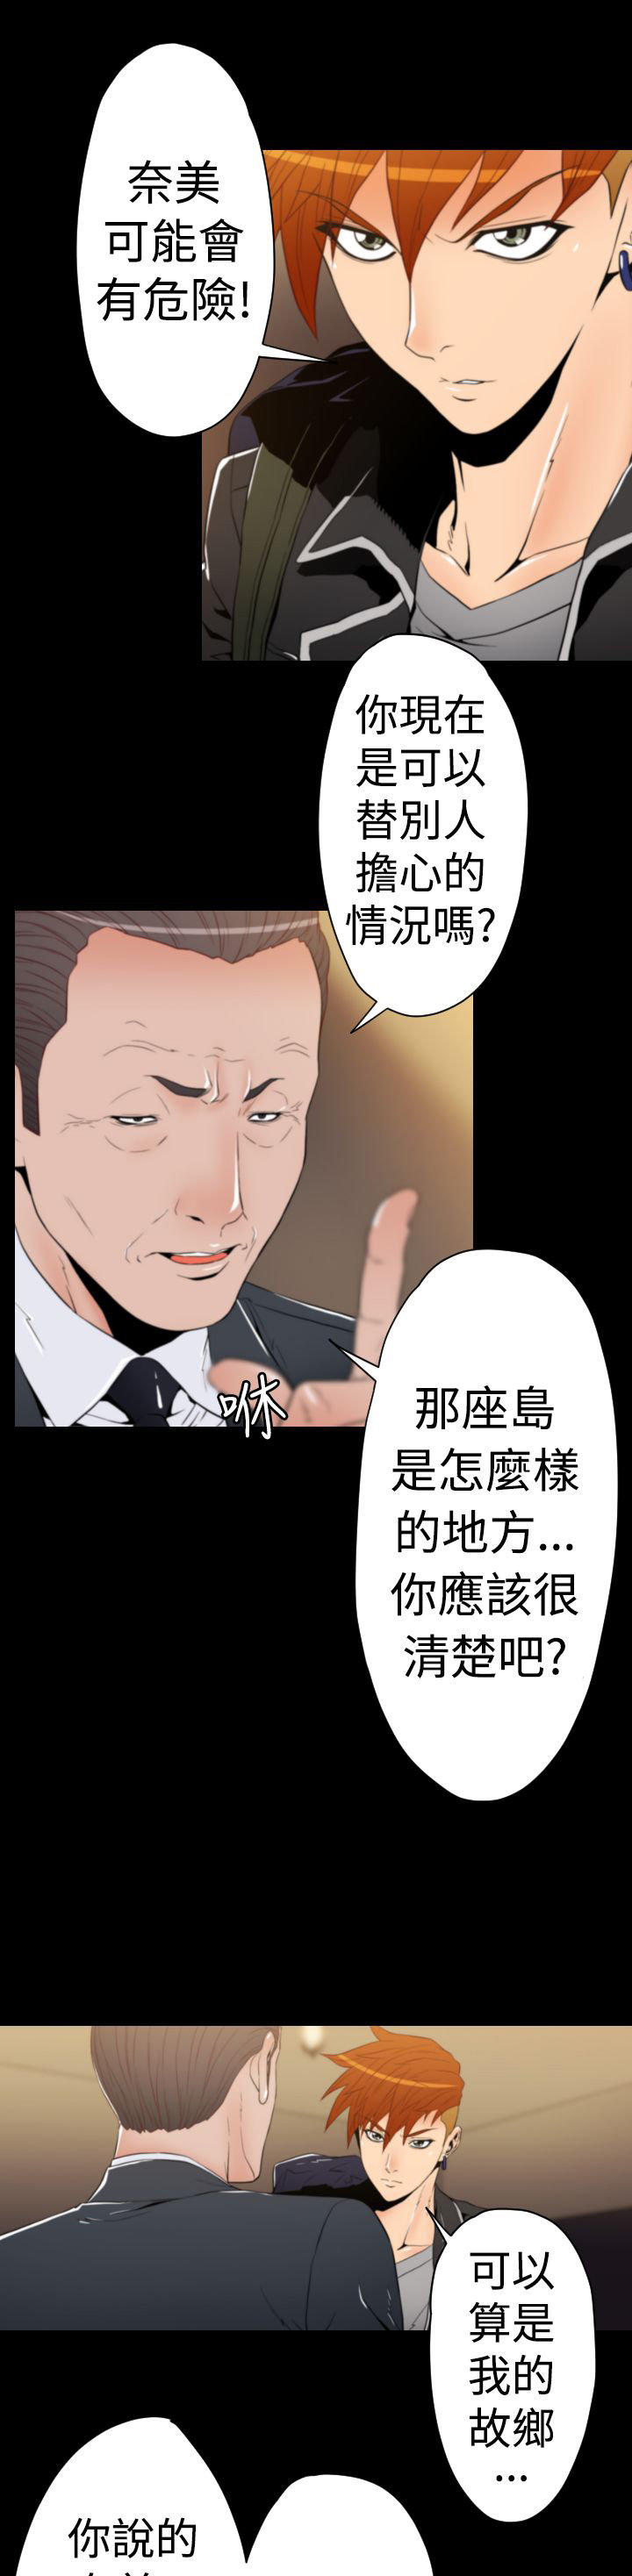 奈美
可能會
有危險!
你現在
是可以
替別人
擔心的
情況嗎?
咻
那座島
是怎麼樣
的地方...
你應該很
清楚吧?
可以
算是
我的
故鄉
...
你說的